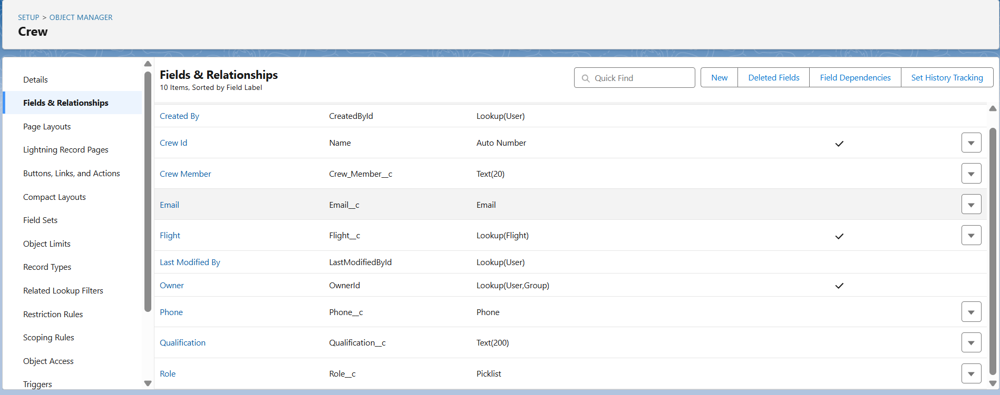 SETUP > OBJECT MANAGER
Crew
Details
Fields & Relationships
Page Layouts
Lightning Record Pages
Buttons, Links, and Actions
Compact Layouts
Field Sets
Object Limits
Record Types
Related Lookup Filters
Restriction Rules
Scoping Rules
Object Access
Triggers
Fields & Relationships
10 Items, Sorted by Field Label
Quick Find
New
Deleted Fields
Field Dependencies
Set History Tracking
Created By CreatedById Lookup(User)
Crew Id Name Auto Number
Crew Member Crew_Member__c Text(20)
Email Email__c Email
Flight Flight__c Lookup(Flight)
Last Modified By LastModifiedById Lookup(User)
Owner OwnerId Lookup(User,Group)
Phone Phone__c Phone
Qualification Qualification__c Text(200)
Role Role__c Picklist